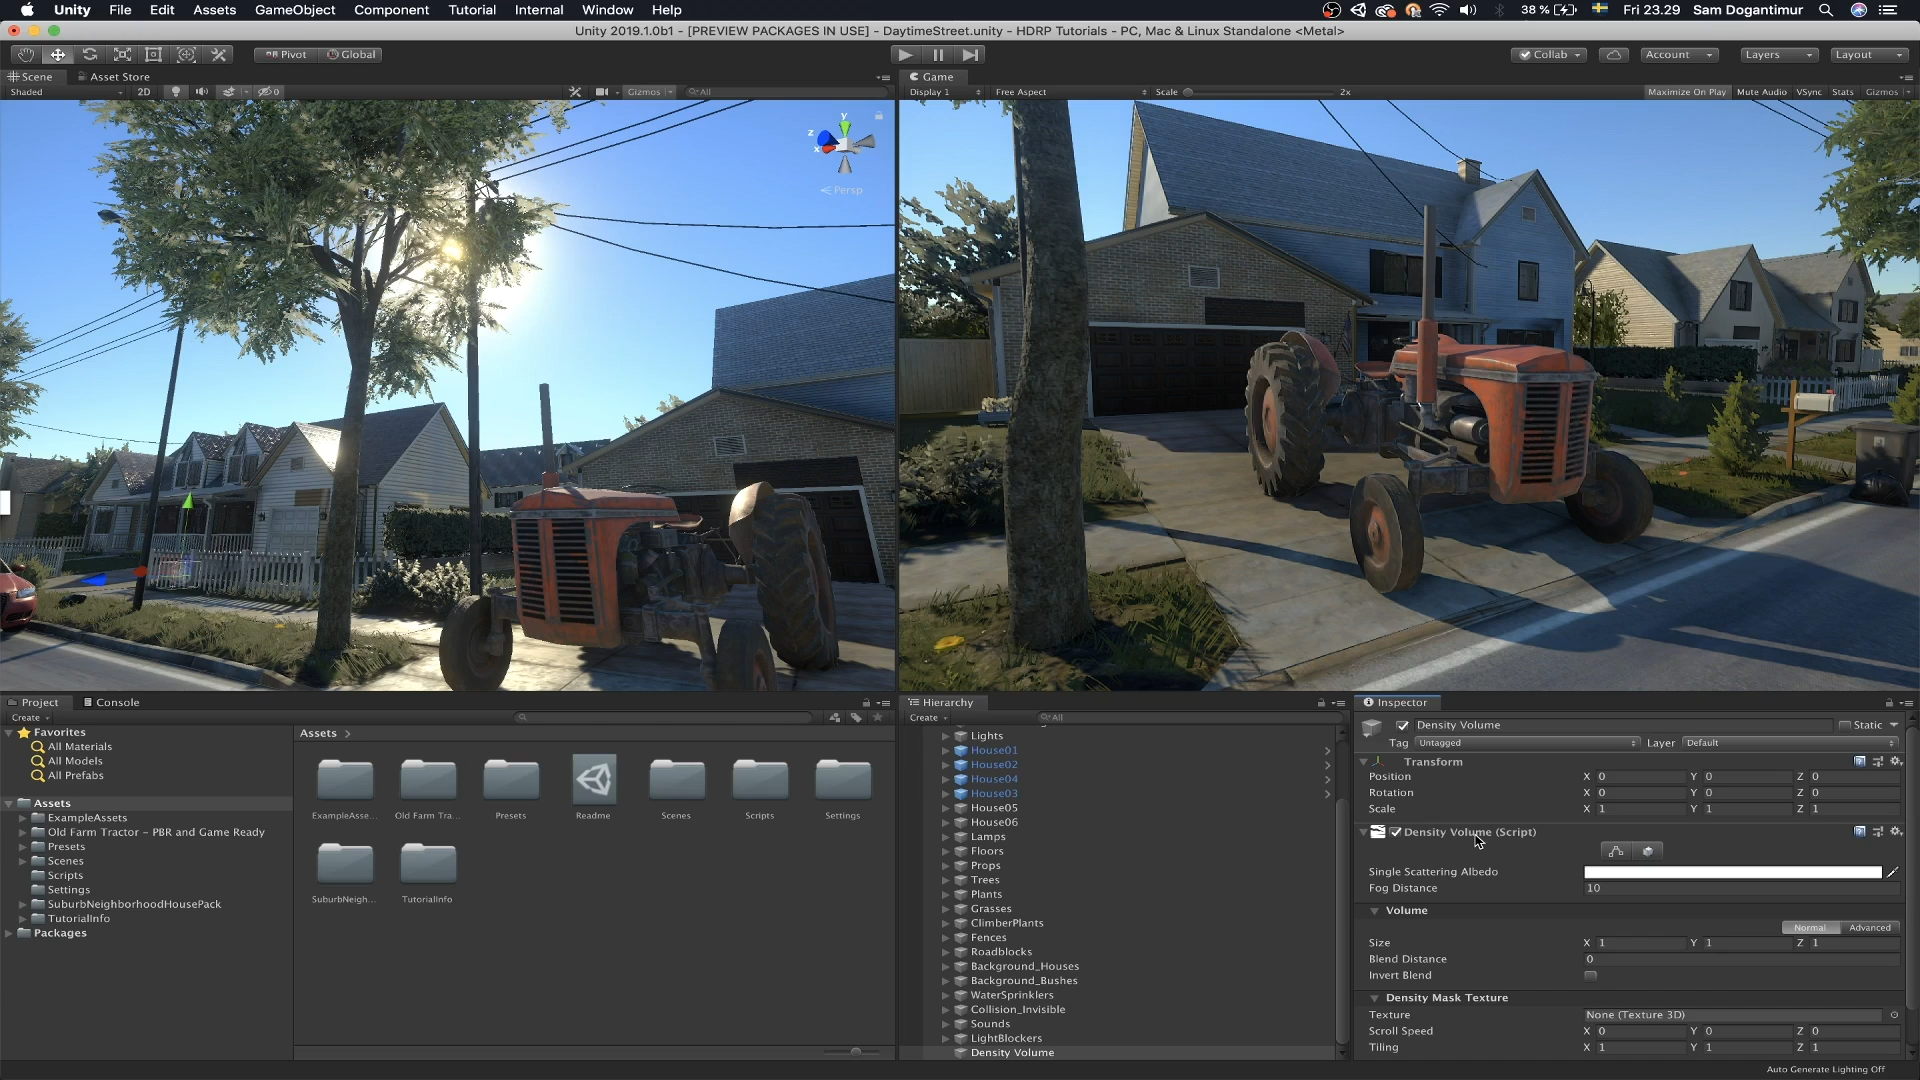 Unity File Edit Assets GameObject Component Tutorial Internal Window Help 38 % Fri 23.29 Sam Dogantimur
Unity 2019.1.0b1 - [PREVIEW PACKAGES IN USE] - DaytimeStreet.unity - HDRP Tutorials - PC, Mac & Linux Standalone <Metal>
Pivot Global Collab Account Layers Layout
Scene Asset Store Game
Shaded 2D 0 Gizmos All Display 1 Free Aspect Scale 2x Maximize On Play Mute Audio VSync Stats Gizmos
y
z
x
Persp
Project Console
Create
Favorites
All Materials
All Models
All Prefabs
Assets
ExampleAssets
Old Farm Tractor - PBR and Game Ready
Presets
Scenes
Scripts
Settings
SuburbNeighborhoodHousePack
TutorialInfo
Packages
Assets
ExampleAsse... Old Farm Tra... Presets Readme Scenes Scripts Settings
SuburbNeigh... TutorialInfo
Hierarchy
Create All
Lights
House01
House02
House04
House03
House05
House06
Lamps
Floors
Props
Trees
Plants
Grasses
ClimberPlants
Fences
Roadblocks
Background_Houses
Background_Bushes
WaterSprinklers
Collision_Invisible
Sounds
LightBlockers
Density Volume
Inspector
Density Volume Static
Tag Untagged Layer Default
Transform
Position X 0 Y 0 Z 0
Rotation X 0 Y 0 Z 0
Scale X 1 Y 1 Z 1
Density Volume (Script)
Single Scattering Albedo
Fog Distance 10
Volume
Normal Advanced
Size X 1 Y 1 Z 1
Blend Distance 0
Invert Blend
Density Mask Texture
Texture None (Texture 3D)
Scroll Speed X 0 Y 0 Z 0
Tiling X 1 Y 1 Z 1
Auto Generate Lighting Off